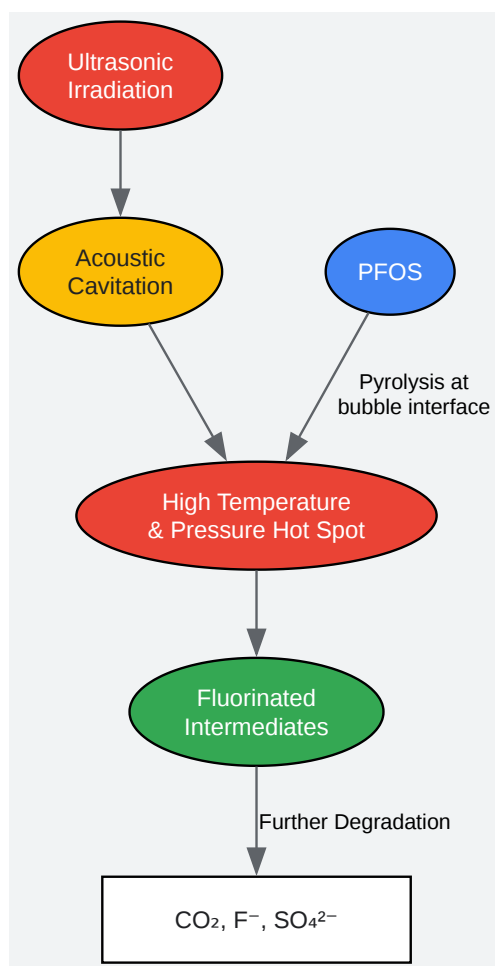 Ultrasonic
Irradiation
Acoustic
Cavitation
PFOS
Pyrolysis at
bubble interface
High Temperature
& Pressure Hot Spot
Fluorinated
Intermediates
Further Degradation
CO₂, F⁻, SO₄²⁻